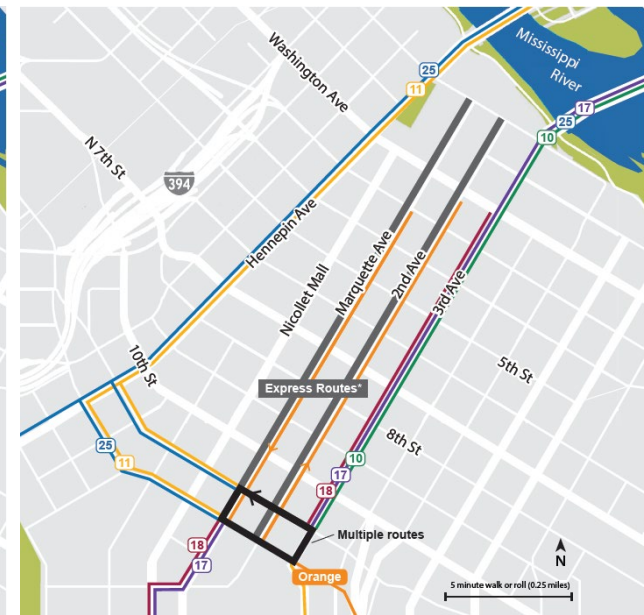 Washington Ave
25
11
Mississippi
River
17
25
10
N 7th St
394
Hennepin Ave
Nicollet Mall
Marquette Ave
2nd Ave
3rd Ave
10th St
Express Routes*
5th St
8th St
25
11
10
17
18
Multiple routes
18
17
Orange
N
5 minute walk or roll (0.25 miles)